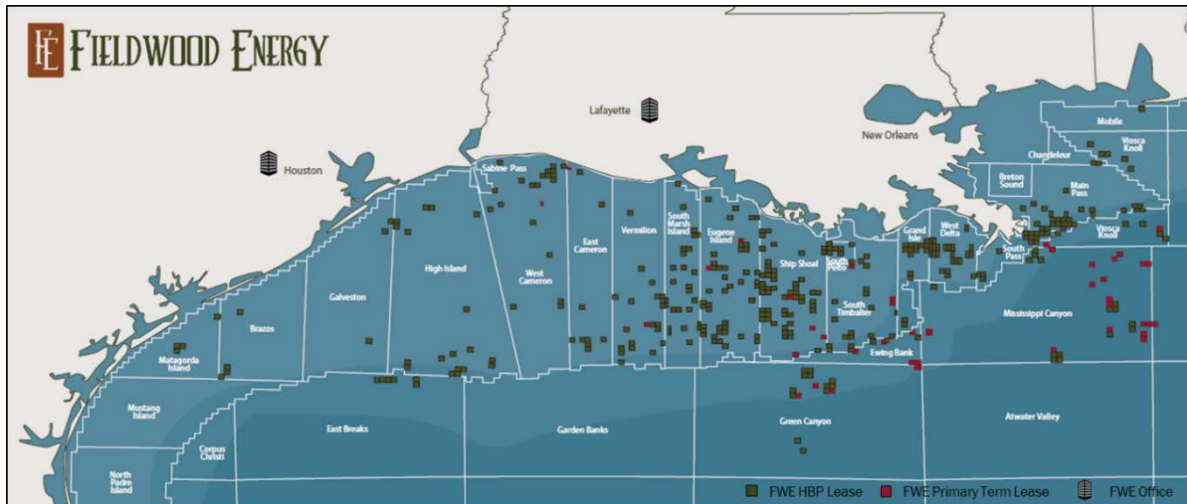 FE FIELDWOOD ENERGY
Lafayette
New Orleans
Houston
Mobile
Viosca
Knoll
Chandeleur
Sabine Pass
Breton
Sound
Main
Pass
South
Marsh
Island
Eugene
Island
Grand
Isle
West
Delta
Viosca
Knoll
East
Cameron
Vermilion
South
Pass
High Island
West
Cameron
Ship Shoal
South
Pelto
Galveston
South
Timbalier
Mississippi Canyon
Brazos
Matagorda
Island
Ewing Bank
Mustang
Island
East Breaks
Garden Banks
Green Canyon
Atwater Valley
Corpus
Christi
North
Padre
Island
FWE HBP Lease
FWE Primary Term Lease
FWE Office